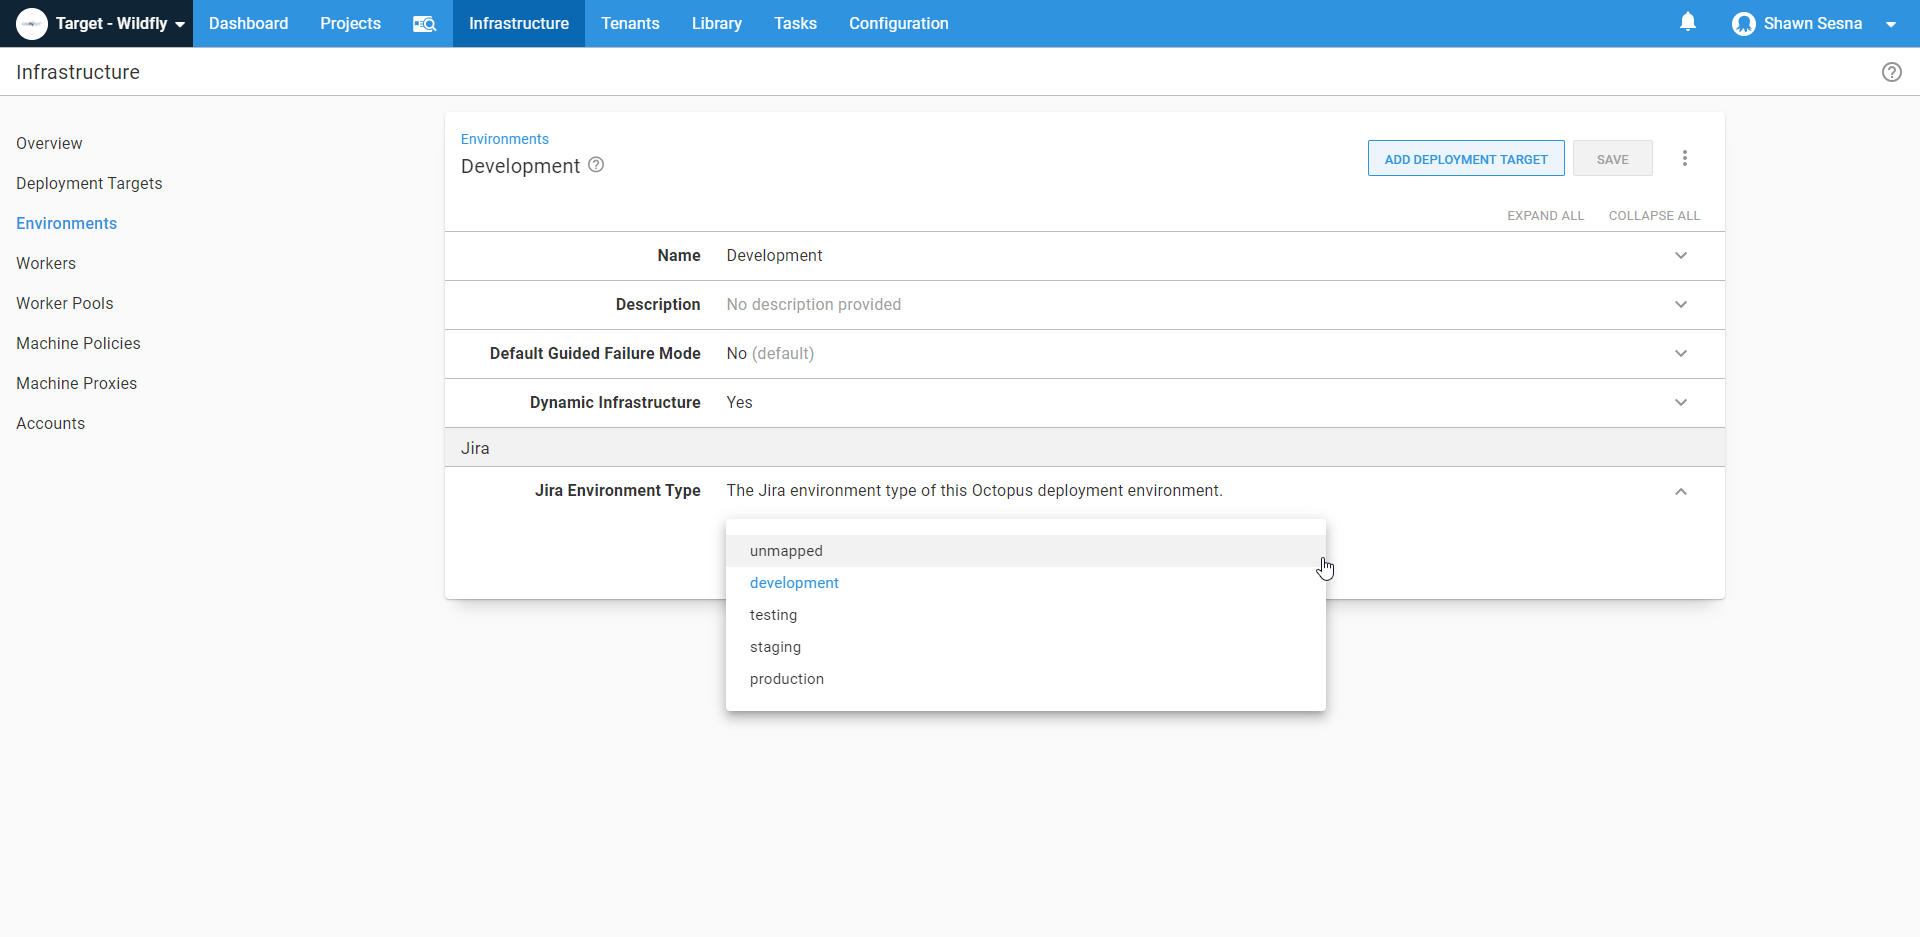 Target - Wildfly Dashboard Projects Infrastructure Tenants Library Tasks Configuration Shawn Sesna
Infrastructure
Overview
Deployment Targets
Environments
Workers
Worker Pools
Machine Policies
Machine Proxies
Accounts
Environments
Development
ADD DEPLOYMENT TARGET SAVE
EXPAND ALL COLLAPSE ALL
Name Development
Description No description provided
Default Guided Failure Mode No (default)
Dynamic Infrastructure Yes
Jira
Jira Environment Type The Jira environment type of this Octopus deployment environment.
unmapped
development
testing
staging
production